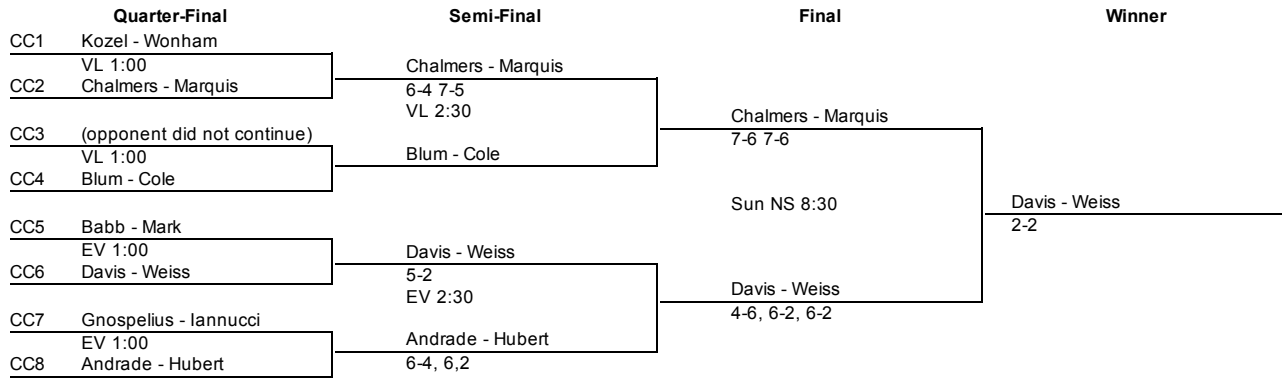 Quarter-Final Semi-Final Final Winner
CC1 Kozel - Wonham
VL 1:00
CC2 Chalmers - Marquis
Chalmers - Marquis
6-4 7-5
VL 2:30
CC3 (opponent did not continue)
VL 1:00
CC4 Blum - Cole
Blum - Cole
Chalmers - Marquis
7-6 7-6
Sun NS 8:30
Davis - Weiss
2-2
CC5 Babb - Mark
EV 1:00
CC6 Davis - Weiss
Davis - Weiss
5-2
EV 2:30
Davis - Weiss
4-6, 6-2, 6-2
CC7 Gnospelius - Iannucci
EV 1:00
CC8 Andrade - Hubert
Andrade - Hubert
6-4, 6,2